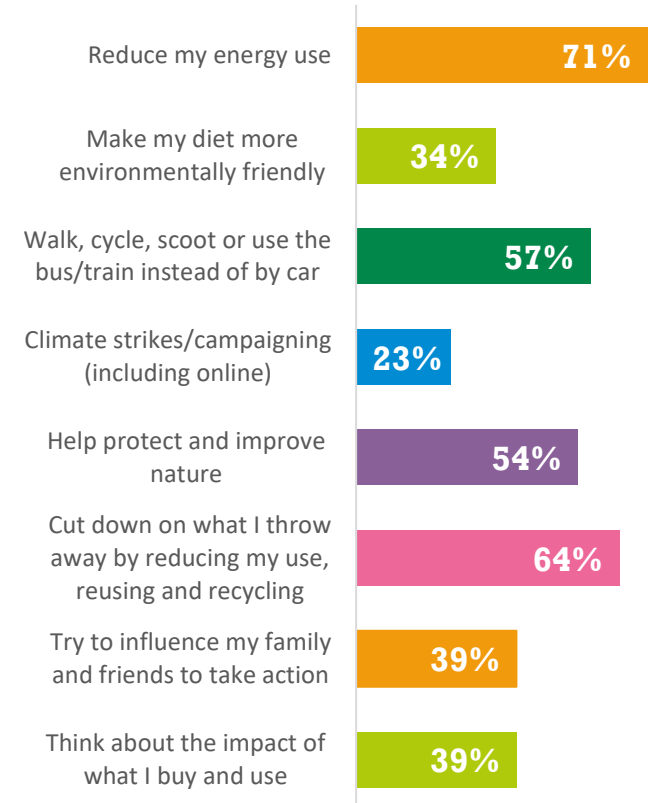 Reduce my energy use
71%
Make my diet more
environmentally friendly
34%
Walk, cycle, scoot or use the
bus/train instead of by car
57%
Climate strikes/campaigning
(including online)
23%
Help protect and improve
nature
54%
Cut down on what I throw
away by reducing my use,
reusing and recycling
64%
Try to influence my family
and friends to take action
39%
Think about the impact of
what I buy and use
39%